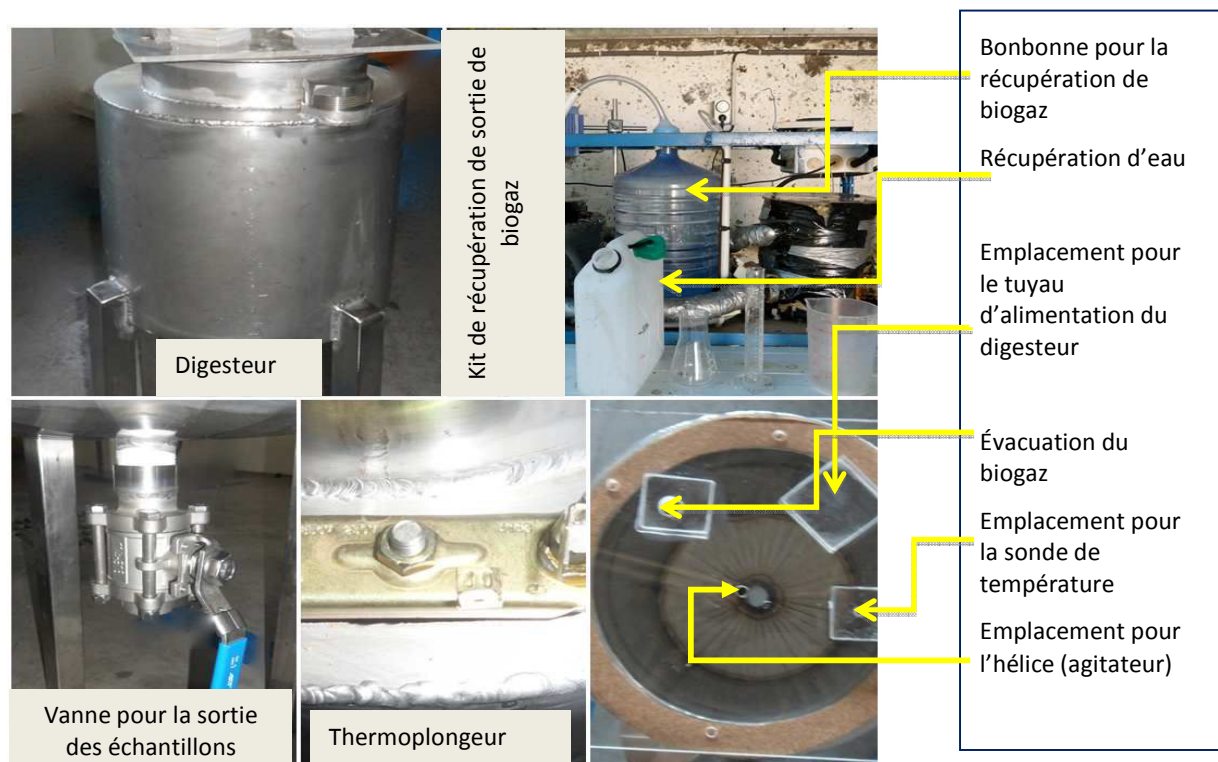 Digesteur
Kit de récupération de sortie de
biogaz
Vanne pour la sortie
des échantillons
Thermoplongeur
Bonbonne pour la
récupération de
biogaz
Récupération d’eau
Emplacement pour
le tuyau
d’alimentation du
digesteur
Évacuation du
biogaz
Emplacement pour
la sonde de
température
Emplacement pour
l’hélice (agitateur)